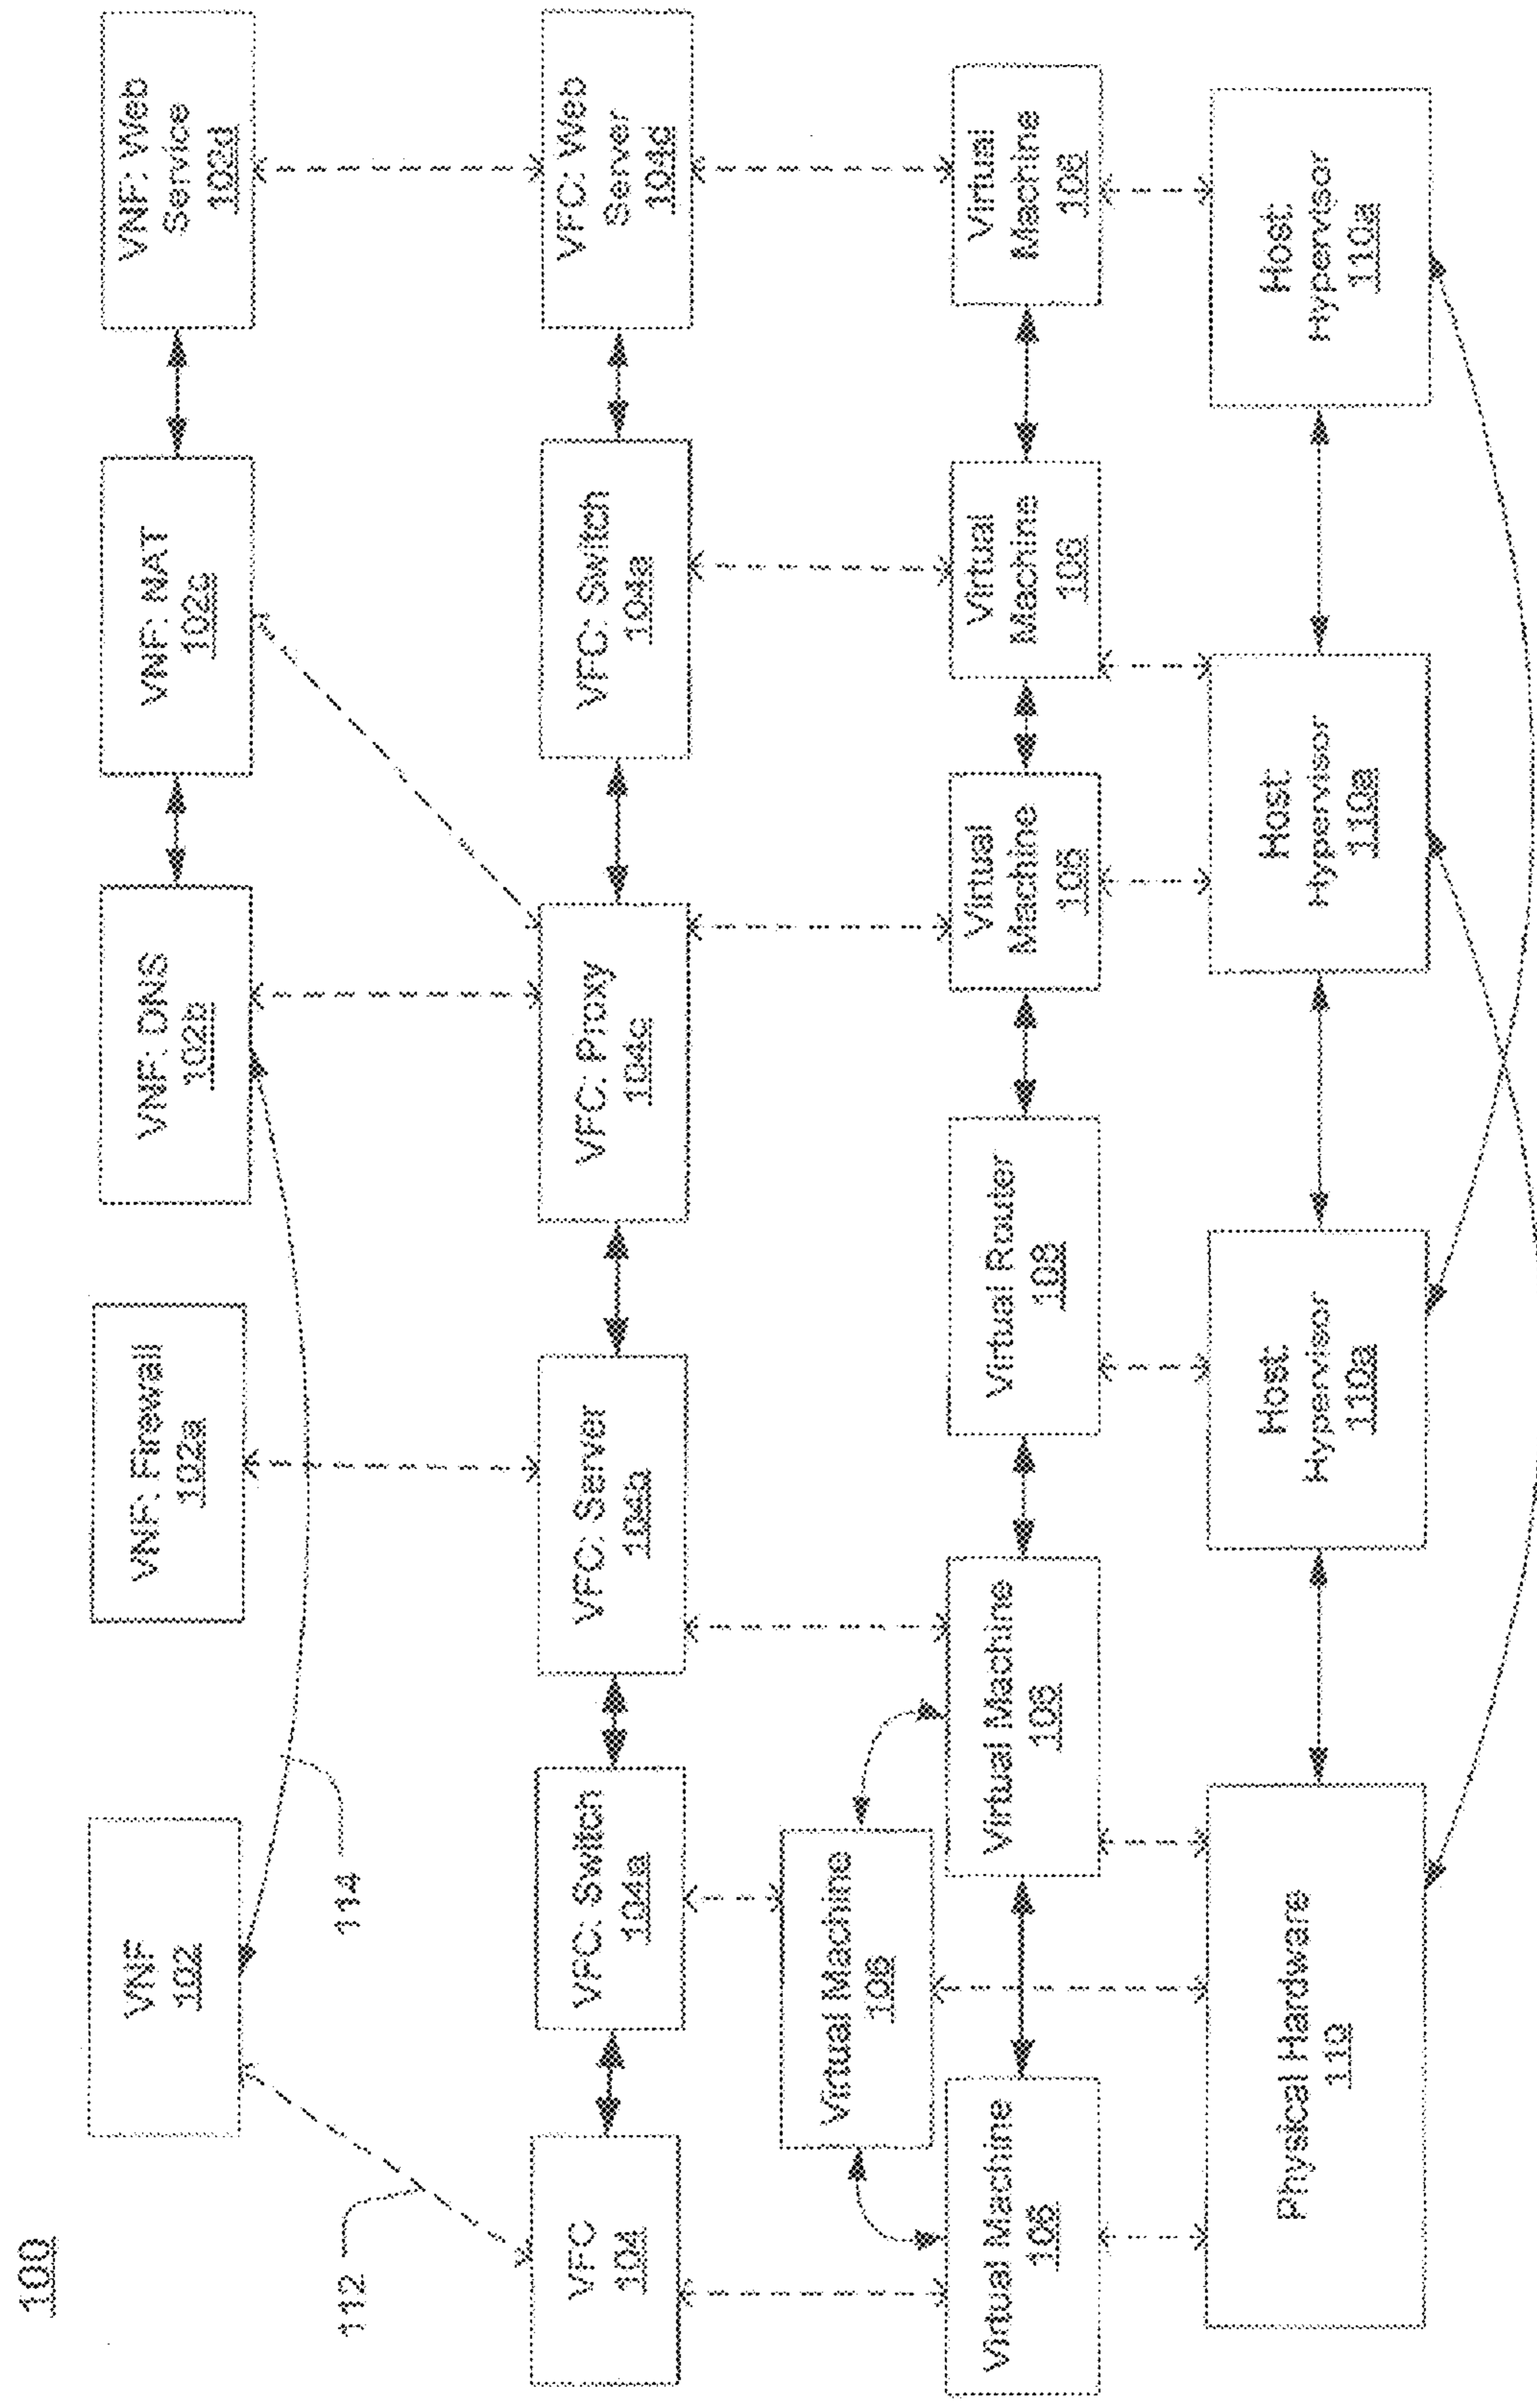 100
VNF
102
VNF: Firewall
102a
VNF: DNS
102b
VNF: NAT
102c
VNF: Web
Service
102d
112
114
VFC
104
VFC: Switch
104a
VFC: Server
104b
VFC: Proxy
104c
VFC: Switch
104a
VFC: Web
Server
104d
Virtual Machine
106
Virtual Machine
106
Virtual Machine
106
Virtual Router
108
Virtual
Machine
106
Virtual
Machine
106
Virtual
Machine
106
Physical Hardware
110
Host
Hypervisor
110a
Host
Hypervisor
110a
Host
Hypervisor
110a